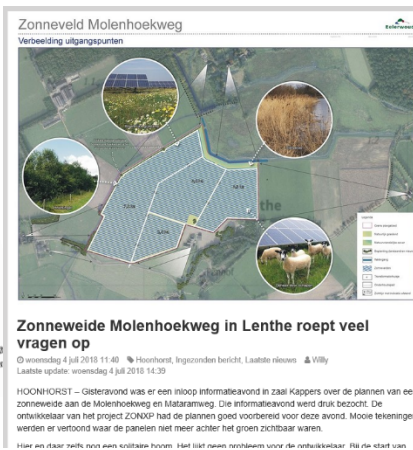 Zonneveld Molenhoekweg
Verbeelding uitgangspunten
Zonneweide Molenhoekweg in Lenthe roept veel
vragen op
woensdag 4 juli 2018 11:40 Hoonhorst, Ingezonden bericht, Laatste nieuws Willy
Laatste update: woensdag 4 juli 2018 14:39
HOONHORST – Gisteravond was er een inloop informatieavond in zaal Kappers over de plannen van ee
zonneweide aan de Molenhoekweg en Mataramweg. Die informatieavond werd druk bezocht. De
ontwikkelaar van het project ZONXP had de plannen goed voorbereid voor deze avond. Mooie tekeninge
werden er vertoond waar de panelen niet meer achter het groen zichtbaar waren.
Hier en daar zelfs nog een solitaire boom. Het lijkt geen probleem voor de ontwikkelaar. Bij de start van